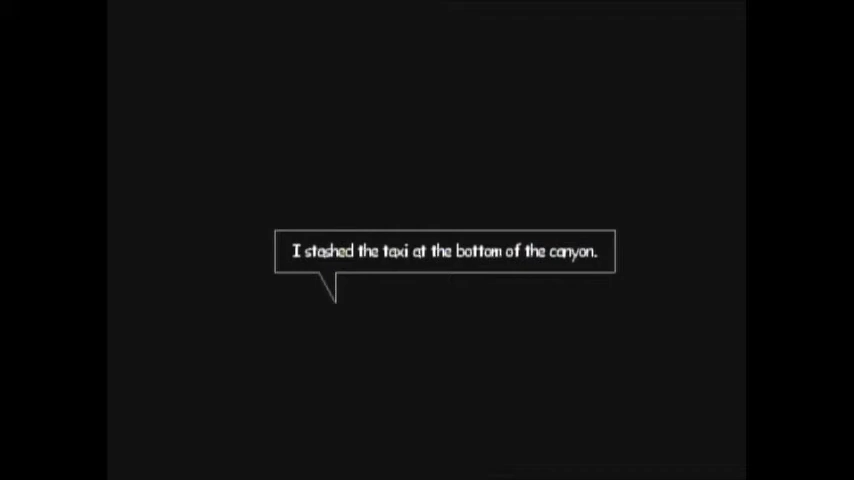 I stashed the taxi at the bottom of the canyon.